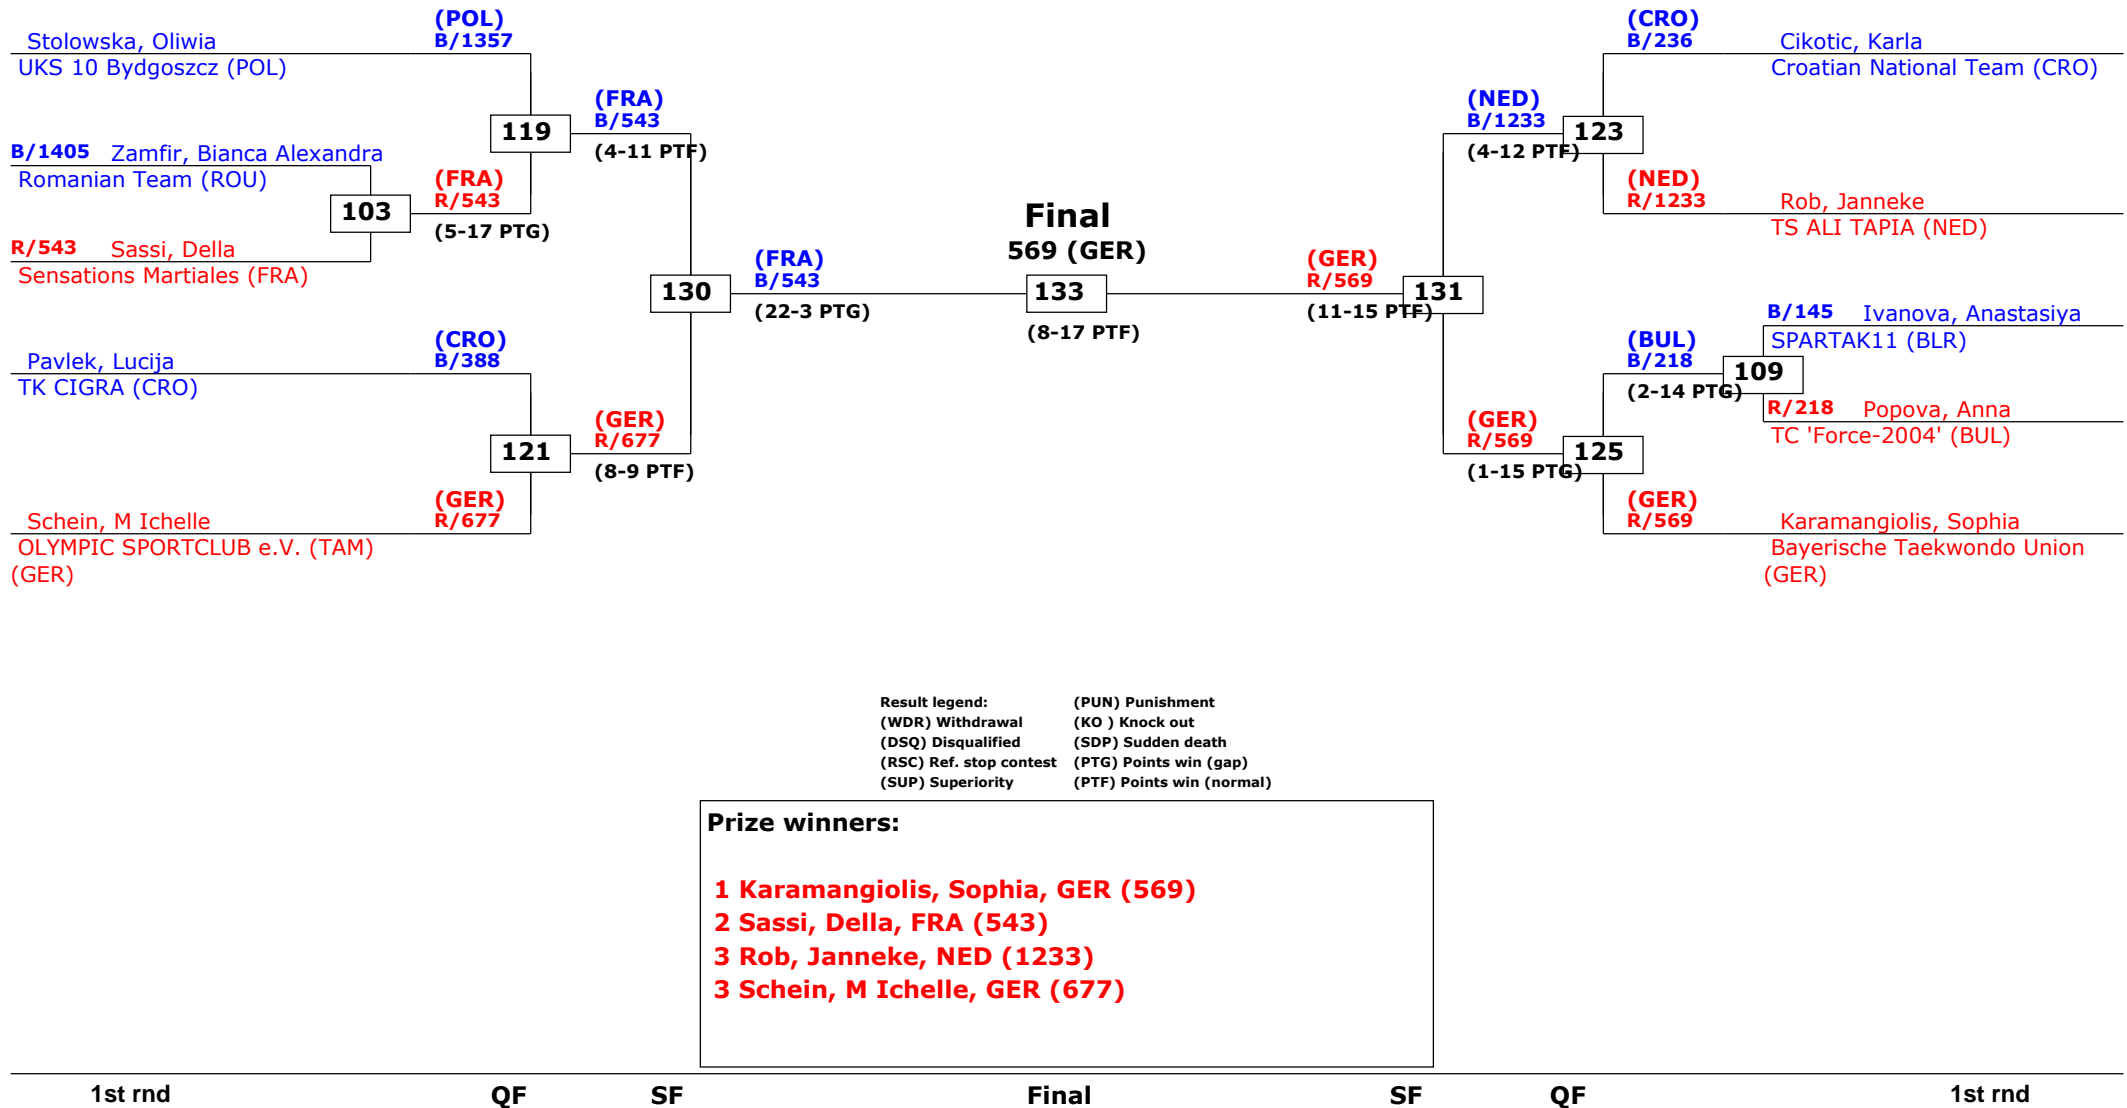 (POL)
B/1357
Stolowska, Oliwia
UKS 10 Bydgoszcz (POL)
119
(FRA)
B/543
(4-11 PTF)
B/1405 Zamfir, Bianca Alexandra
Romanian Team (ROU)
103
(FRA)
R/543
(5-17 PTG)
R/543 Sassi, Della
Sensations Martiales (FRA)
130
(FRA)
B/543
(22-3 PTG)
(CRO)
B/388
Pavlek, Lucija
TK CIGRA (CRO)
121
(GER)
R/677
(8-9 PTF)
(GER)
R/677
Schein, M Ichelle
OLYMPIC SPORTCLUB e.V. (TAM)
(GER)
Final
569 (GER)
133
(8-17 PTF)
(CRO)
B/236
Cikotic, Karla
Croatian National Team (CRO)
(NED)
B/1233
(4-12 PTF)
123
(NED)
R/1233
Rob, Janneke
TS ALI TAPIA (NED)
(GER)
R/569
(11-15 PTF)
131
B/145 Ivanova, Anastasiya
SPARTAK11 (BLR)
(BUL)
B/218
(2-14 PTG)
109
R/218 Popova, Anna
TC 'Force-2004' (BUL)
(GER)
R/569
(1-15 PTG)
125
(GER)
R/569
Karamangiolis, Sophia
Bayerische Taekwondo Union
(GER)
Result legend: (PUN) Punishment
(WDR) Withdrawal (KO ) Knock out
(DSQ) Disqualified (SDP) Sudden death
(RSC) Ref. stop contest (PTG) Points win (gap)
(SUP) Superiority (PTF) Points win (normal)
Prize winners:
1 Karamangiolis, Sophia, GER (569)
2 Sassi, Della, FRA (543)
3 Rob, Janneke, NED (1233)
3 Schein, M Ichelle, GER (677)
1st rnd QF SF Final SF QF 1st rnd